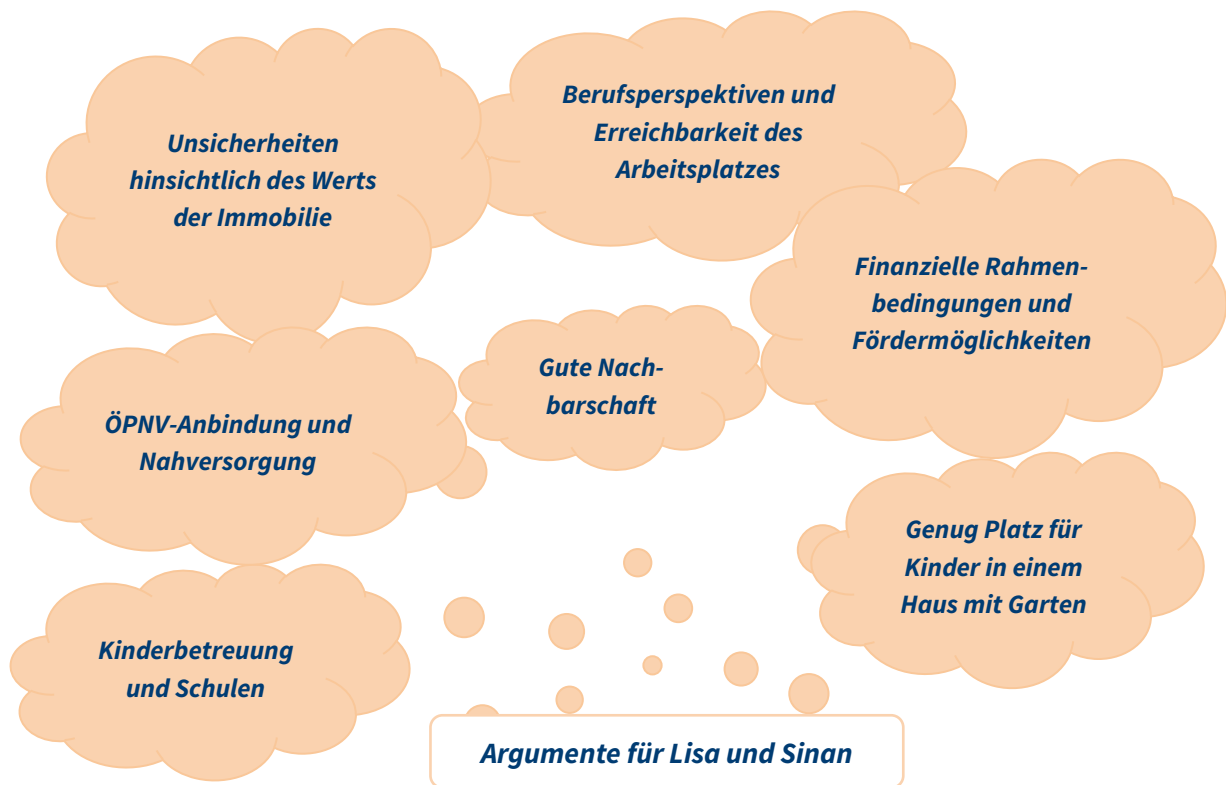 Unsicherheiten
hinsichtlich des Werts
der Immobilie
Berufsperspektiven und
Erreichbarkeit des
Arbeitsplatzes
Finanzielle Rahmen-
bedingungen und
Fördermöglichkeiten
Gute Nach-
barschaft
ÖPNV-Anbindung und
Nahversorgung
Genug Platz für
Kinder in einem
Haus mit Garten
Kinderbetreuung
und Schulen
Argumente für Lisa und Sinan